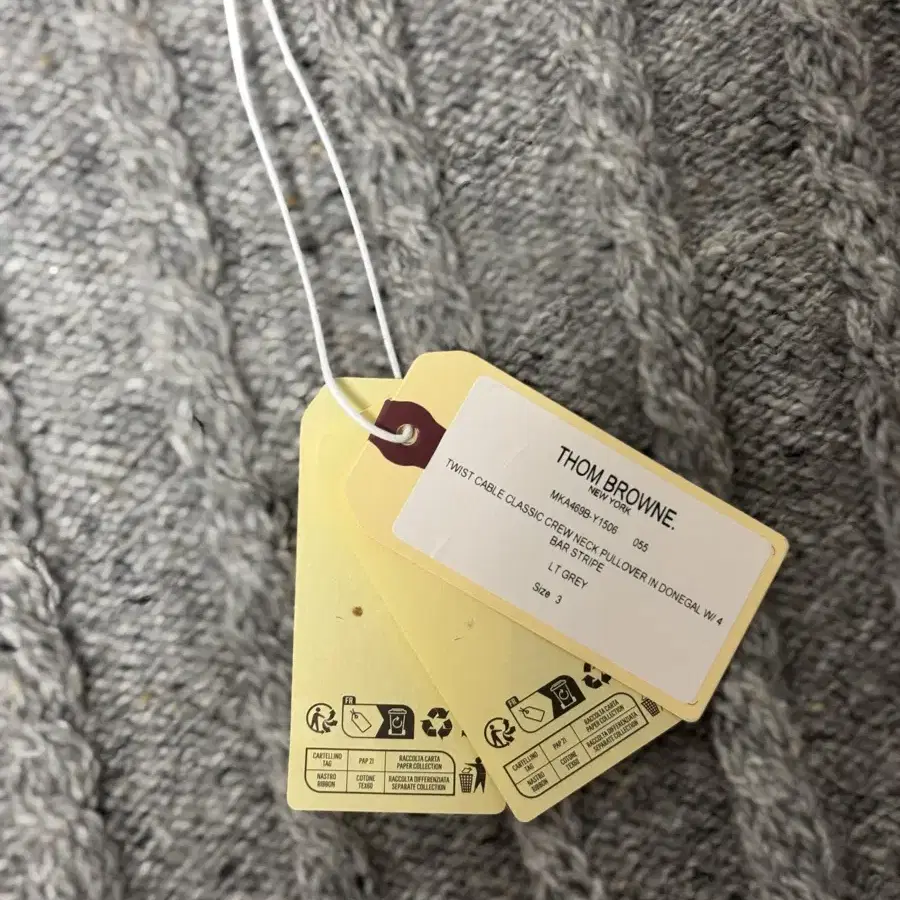 THOM BROWNE.
NEW YORK
MKA469B-Y1506 055
TWIST CABLE CLASSIC CREW NECK PULLOVER IN DONEGAL W/ 4
BAR STRIPE
LT GREY
Size 3
FR
CARTELLINO
TAG
PAP 21
RACCOLTA CARTA
PAPER COLLECTION
NASTRO
RIBBON
COTONE
TEX60
RACCOLTA DIFFERENZIATA
SEPARATE COLLECTION
FR
CARTELLINO
TAG
PAP 21
RACCOLTA CARTA
PAPER COLLECTION
NASTRO
RIBBON
COTONE
TEX60
RACCOLTA DIFFERENZIATA
SEPARATE COLLECTION